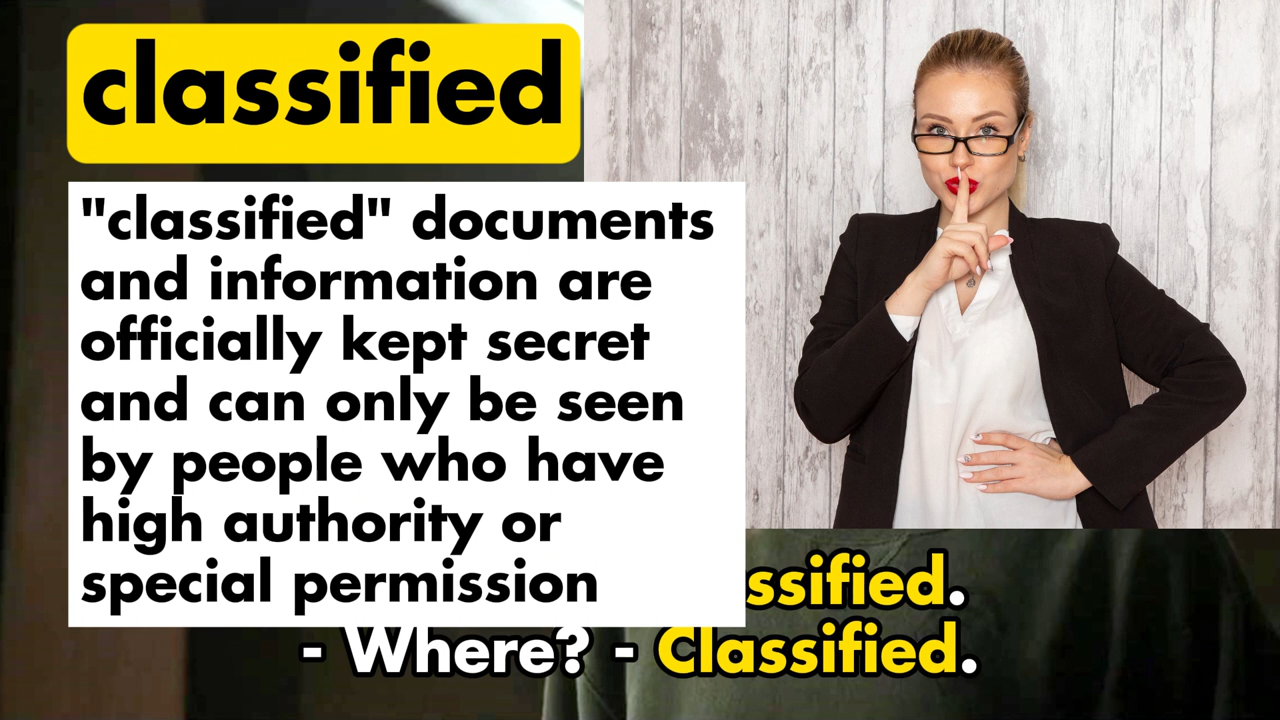 classified
"classified" documents
and information are
officially kept secret
and can only be seen
by people who have
high authority or
special permission
ssified.
- Where? - Classified.